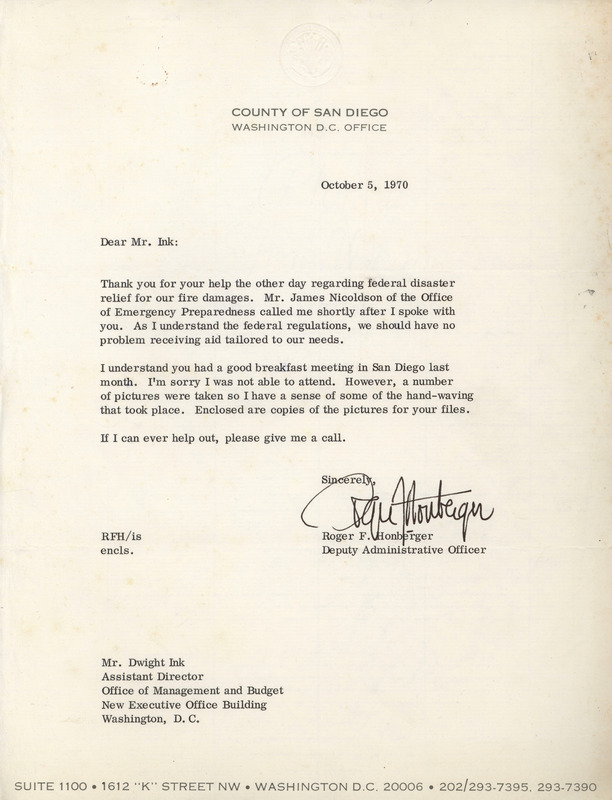 COUNTY OF SAN DIEGO
WASHINGTON D.C. OFFICE
October 5, 1970
Dear Mr. Ink:
Thank you for your help the other day regarding federal disaster
relief for our fire damages. Mr. James Nicoldson of the Office
of Emergency Preparedness called me shortly after I spoke with
you. As I understand the federal regulations, we should have no
problem receiving aid tailored to our needs.
I understand you had a good breakfast meeting in San Diego last
month. I'm sorry I was not able to attend. However, a number
of pictures were taken so I have a sense of some of the hand-waving
that took place. Enclosed are copies of the pictures for your files.
If I can ever help out, please give me a call.
Sincerely,
Roger Honberger
RFH/is
encls.
Roger F. Honberger
Deputy Administrative Officer
Mr. Dwight Ink
Assistant Director
Office of Management and Budget
New Executive Office Building
Washington, D. C.
SUITE 1100 • 1612 "K" STREET NW • WASHINGTON D.C. 20006 • 202/293-7395, 293-7390